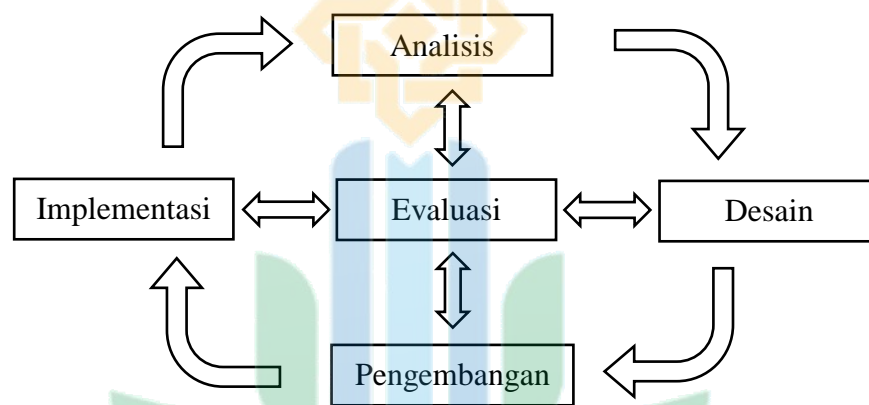 Analisis
Implementasi
Evaluasi
Desain
Pengembangan